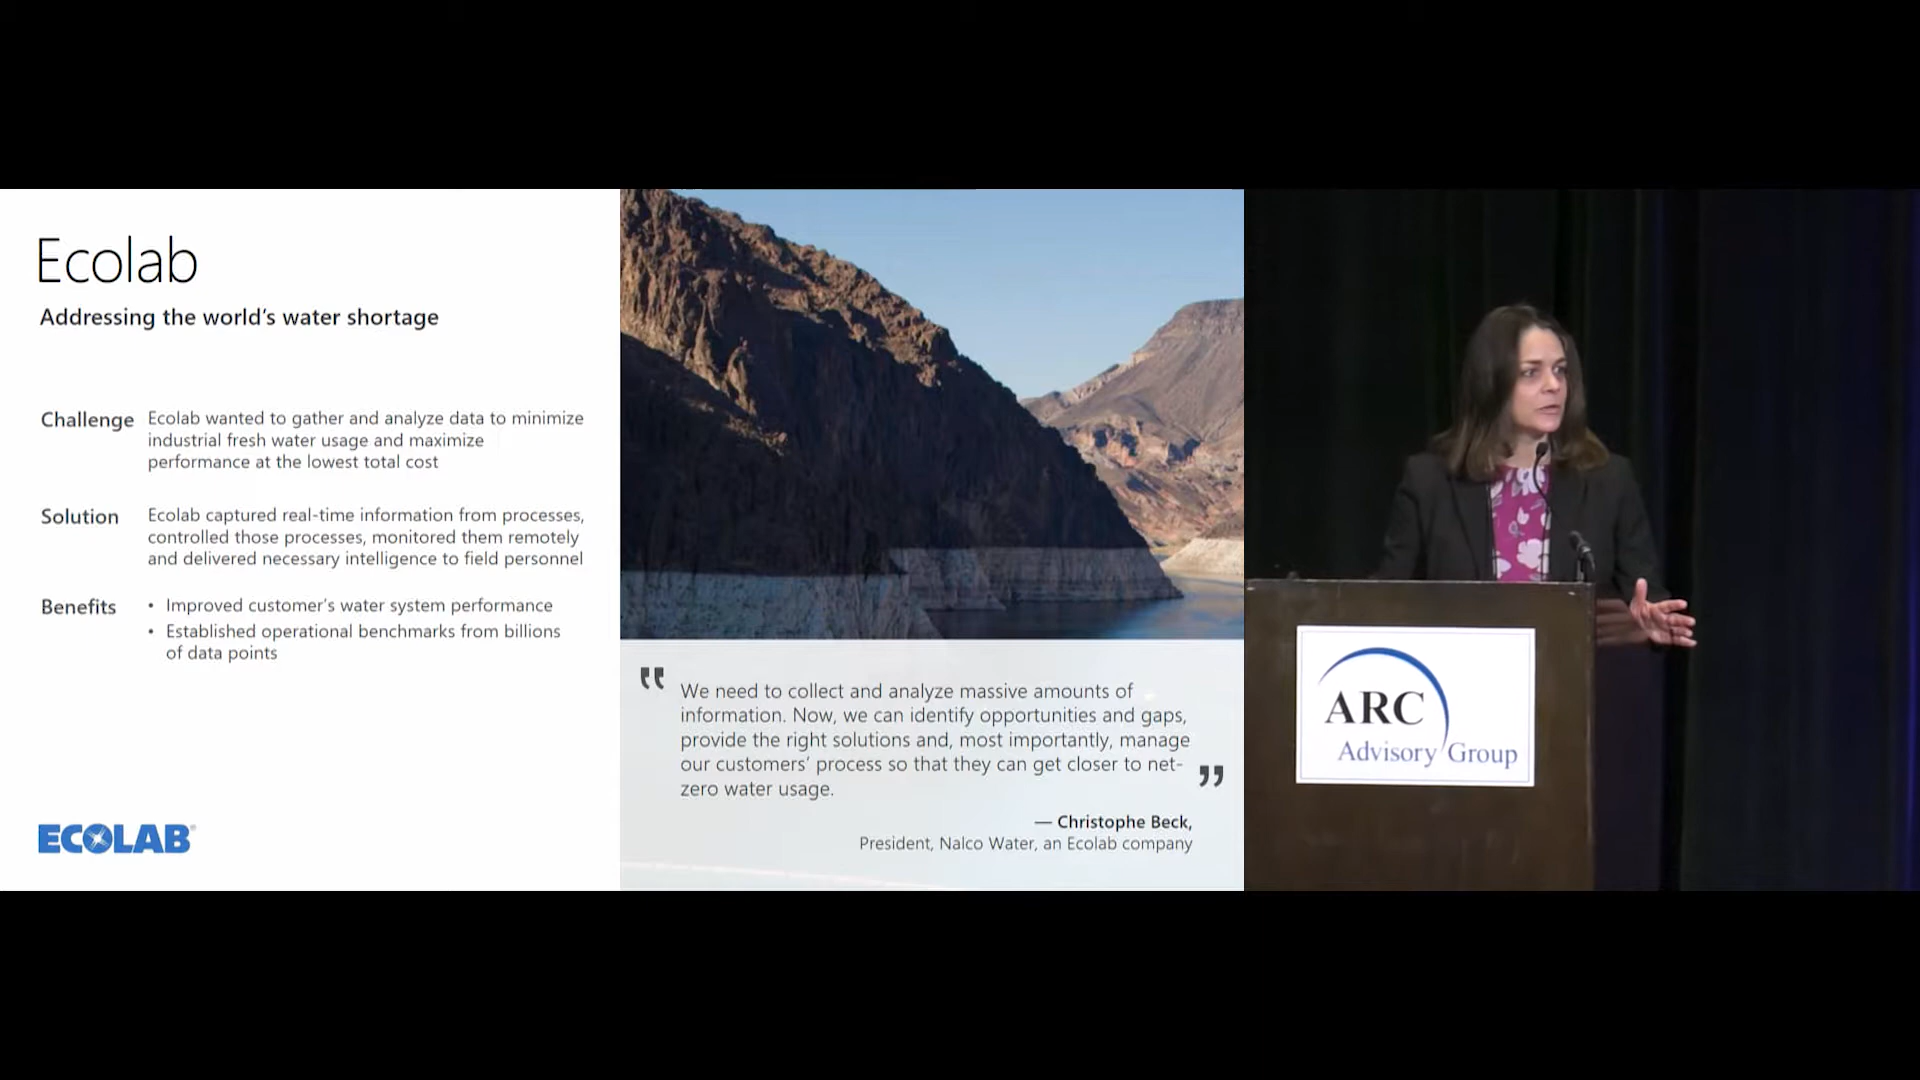 Ecolab
Addressing the world's water shortage
Challenge
Ecolab wanted to gather and analyze data to minimize
industrial fresh water usage and maximize
performance at the lowest total cost
Solution
Ecolab captured real-time information from processes,
controlled those processes, monitored them remotely
and delivered necessary intelligence to field personnel
Benefits
• Improved customer's water system performance
• Established operational benchmarks from billions
of data points
ECOLAB®
" We need to collect and analyze massive amounts of
information. Now, we can identify opportunities and gaps,
provide the right solutions and, most importantly, manage
our customers' process so that they can get closer to net-
zero water usage. "
— Christophe Beck,
President, Nalco Water, an Ecolab company
ARC
Advisory Group